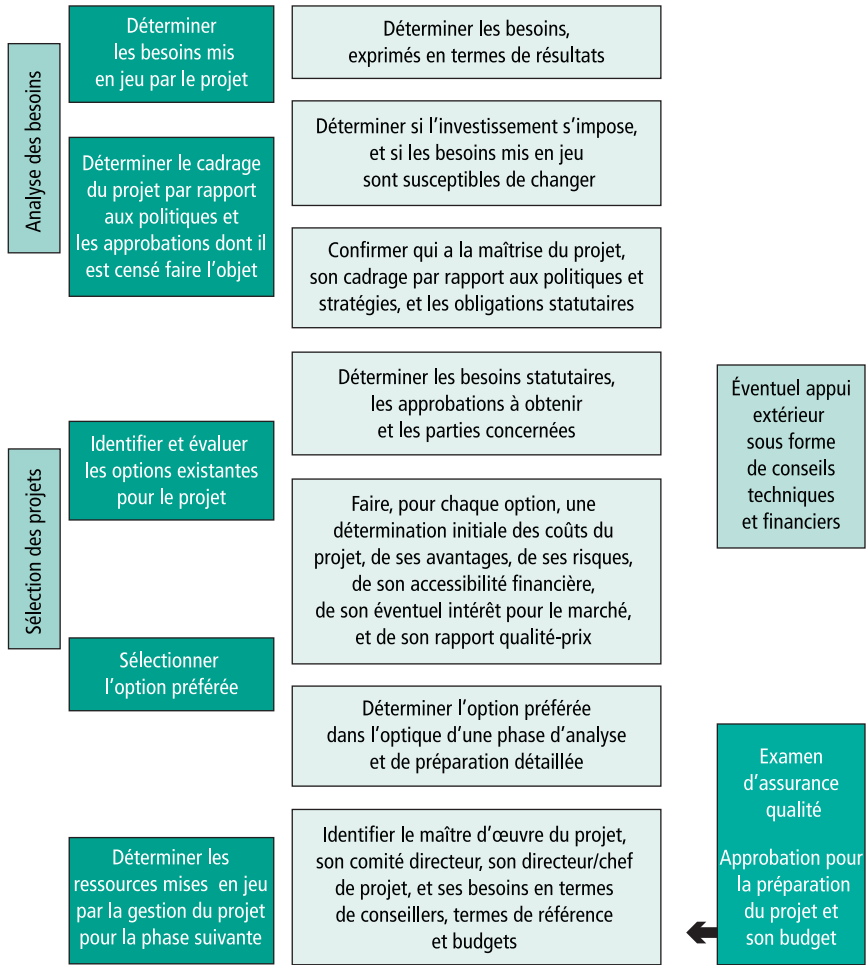 Analyse des besoins
Déterminer
les besoins mis
en jeu par le projet
Déterminer les besoins,
exprimés en termes de résultats
Déterminer le cadrage
du projet par rapport
aux politiques et
les approbations dont il
est censé faire l’objet
Déterminer si l’investissement s’impose,
et si les besoins mis en jeu
sont susceptibles de changer
Confirmer qui a la maîtrise du projet,
son cadrage par rapport aux politiques et
stratégies, et les obligations statutaires
Sélection des projets
Identifier et évaluer
les options existantes
pour le projet
Déterminer les besoins statutaires,
les approbations à obtenir
et les parties concernées
Éventuel appui
extérieur
sous forme
de conseils
techniques
et financiers
Faire, pour chaque option, une
détermination initiale des coûts du
projet, de ses avantages, de ses risques,
de son accessibilité financière,
de son éventuel intérêt pour le marché,
et de son rapport qualité-prix
Sélectionner
l’option préférée
Déterminer l’option préférée
dans l’optique d’une phase d’analyse
et de préparation détaillée
Déterminer les
ressources mises en jeu
par la gestion du projet
pour la phase suivante
Identifier le maître d’œuvre du projet,
son comité directeur, son directeur/chef
de projet, et ses besoins en termes
de conseillers, termes de référence
et budgets
Examen
d’assurance
qualité
Approbation pour
la préparation
du projet et
son budget